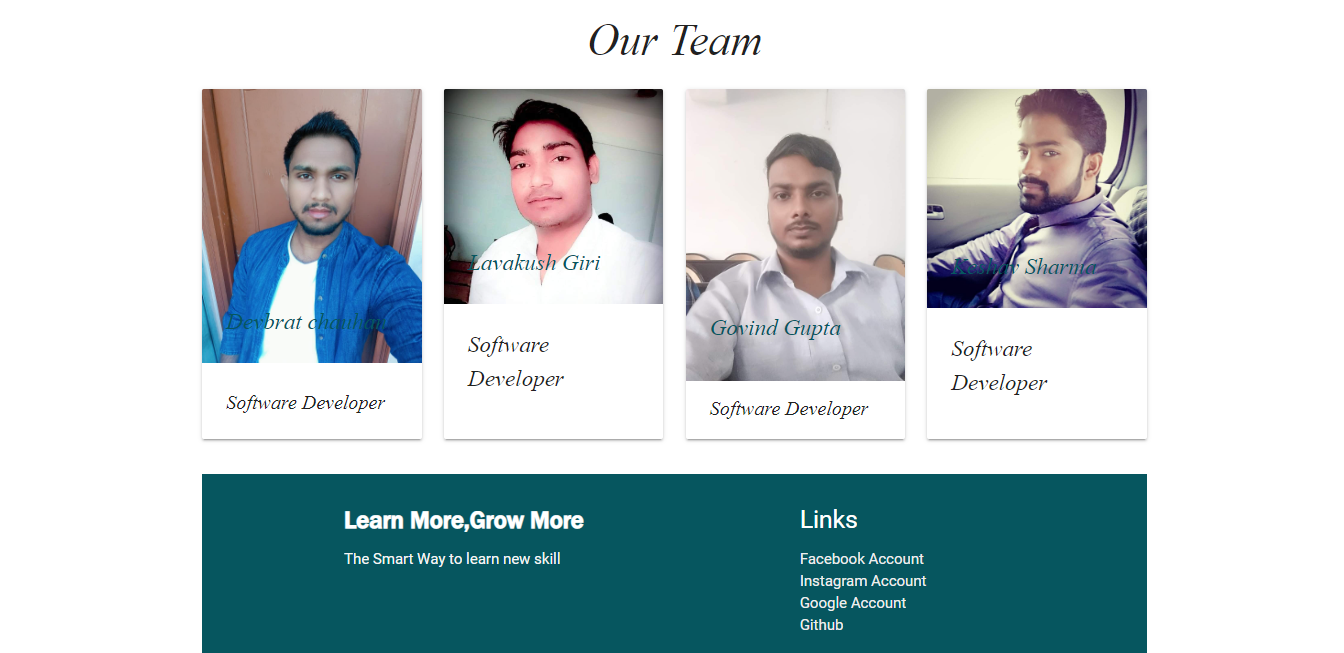 Our Team
Devbrat chauhan
Software Developer
Lavakush Giri
Software
Developer
Govind Gupta
Software Developer
Keshav Sharma
Software
Developer
Learn More,Grow More
The Smart Way to learn new skill
Links
Facebook Account
Instagram Account
Google Account
Github